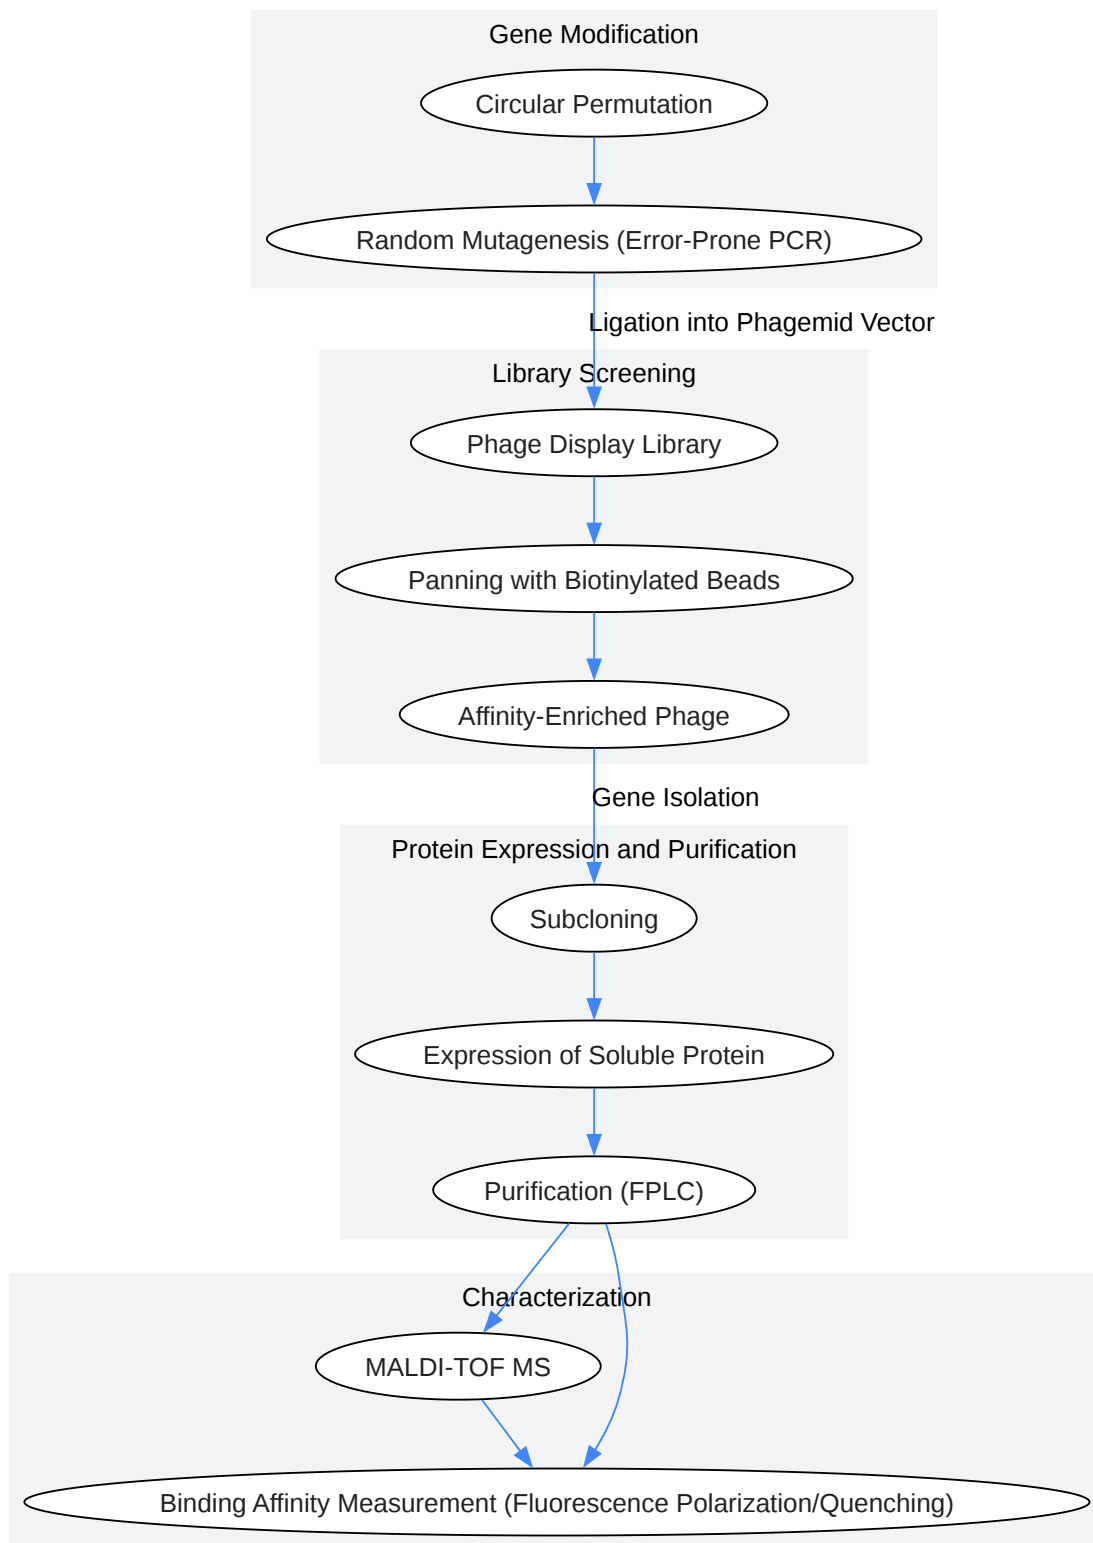 Gene Modification
Circular Permutation
Random Mutagenesis (Error-Prone PCR)
Ligation into Phagemid Vector
Library Screening
Phage Display Library
Panning with Biotinylated Beads
Affinity-Enriched Phage
Gene Isolation
Protein Expression and Purification
Subcloning
Expression of Soluble Protein
Purification (FPLC)
Characterization
MALDI-TOF MS
Binding Affinity Measurement (Fluorescence Polarization/Quenching)